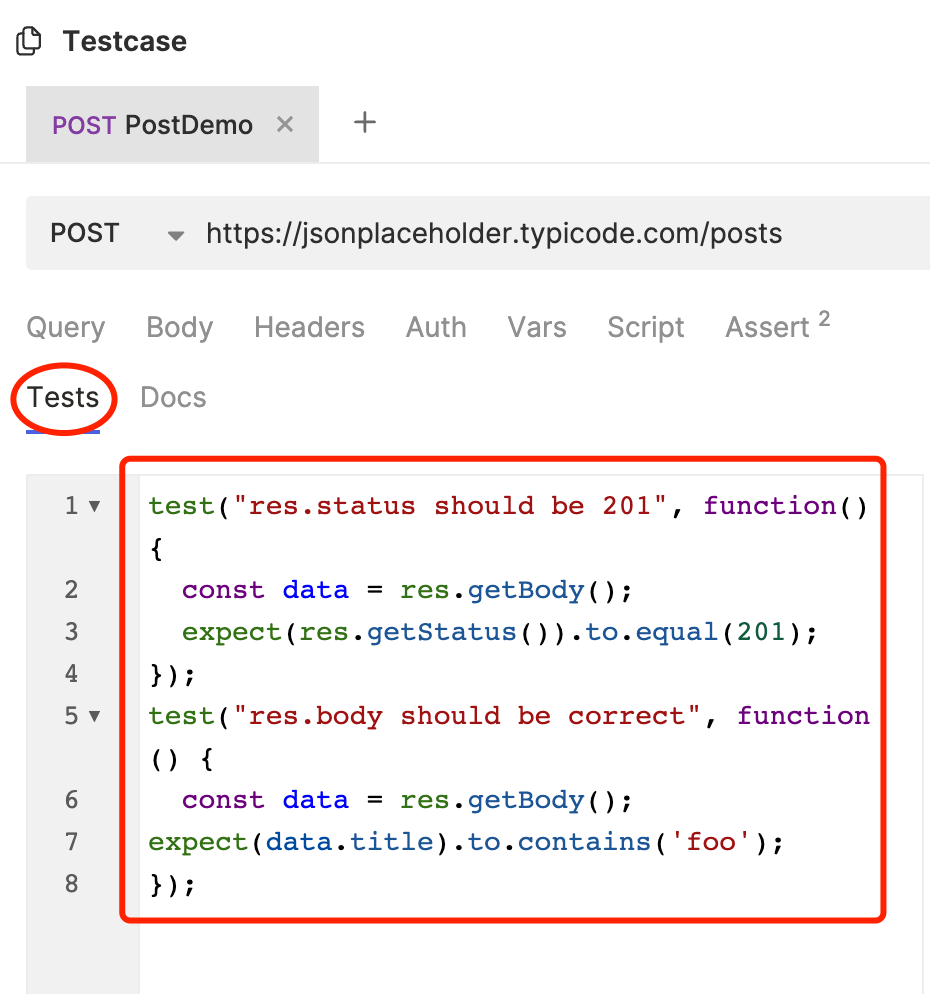 Testcase
POST PostDemo
POST https://jsonplaceholder.typicode.com/posts
Query Body Headers Auth Vars Script Assert 2
Tests Docs
1 test("res.status should be 201", function()
{
2   const data = res.getBody();
3   expect(res.getStatus()).to.equal(201);
4 });
5 test("res.body should be correct", function
() {
6   const data = res.getBody();
7 expect(data.title).to.contains('foo');
8 });